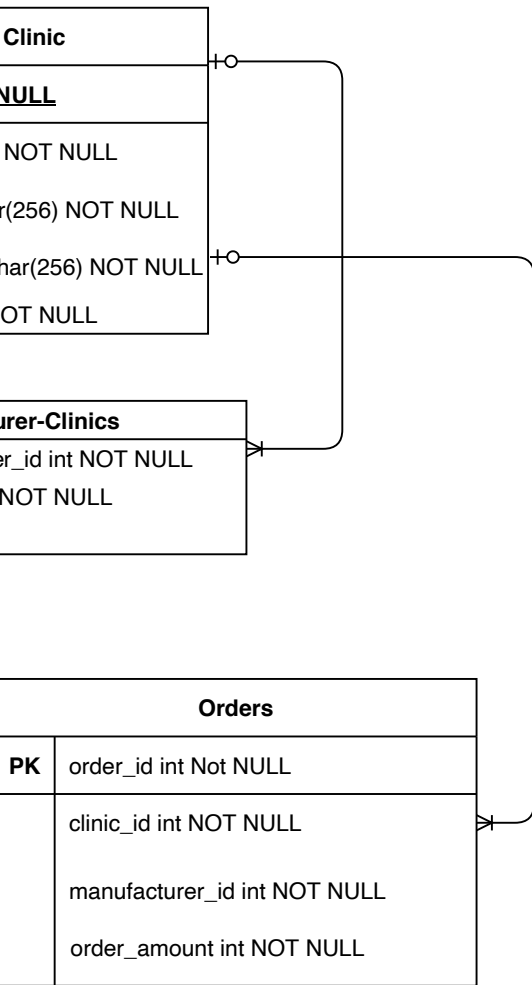 Clinic
NULL
NOT NULL
r(256) NOT NULL
har(256) NOT NULL
OT NULL
urer-Clinics
er_id int NOT NULL
NOT NULL
Orders
PK order_id int Not NULL
clinic_id int NOT NULL
manufacturer_id int NOT NULL
order_amount int NOT NULL